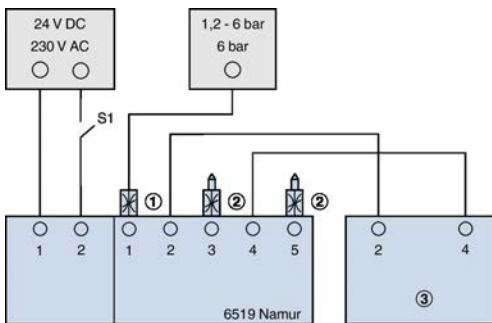 24 V DC
230 V AC
1,2 - 6 bar
6 bar
S1
① ② ②
1 2 1 2 3 4 5 2 4
③
6519 Namur